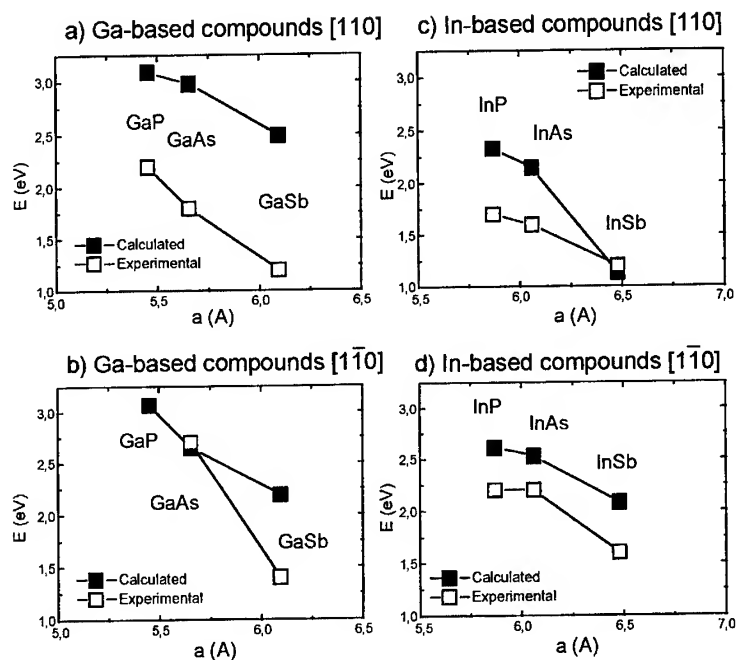 a) Ga-based compounds [110]
3,0
2,5
2,0
1,5
1,0
E (eV)
GaP
GaAs
GaSb
Calculated
Experimental
5,0 5,5 6,0 6,5
a (A)
c) In-based compounds [110]
3,0
2,5
2,0
1,5
1,0
E (eV)
Calculated
Experimental
InP
InAs
InSb
5,5 6,0 6,5 7,0
a (A)
b) Ga-based compounds [11̅0]
3,0
2,5
2,0
1,5
1,0
E (eV)
GaP
GaAs
GaSb
Calculated
Experimental
5,0 5,5 6,0 6,5
a (A)
d) In-based compounds [11̅0]
3,0
2,5
2,0
1,5
1,0
E (eV)
InP
InAs
InSb
Calculated
Experimental
5,5 6,0 6,5 7,0
a (A)